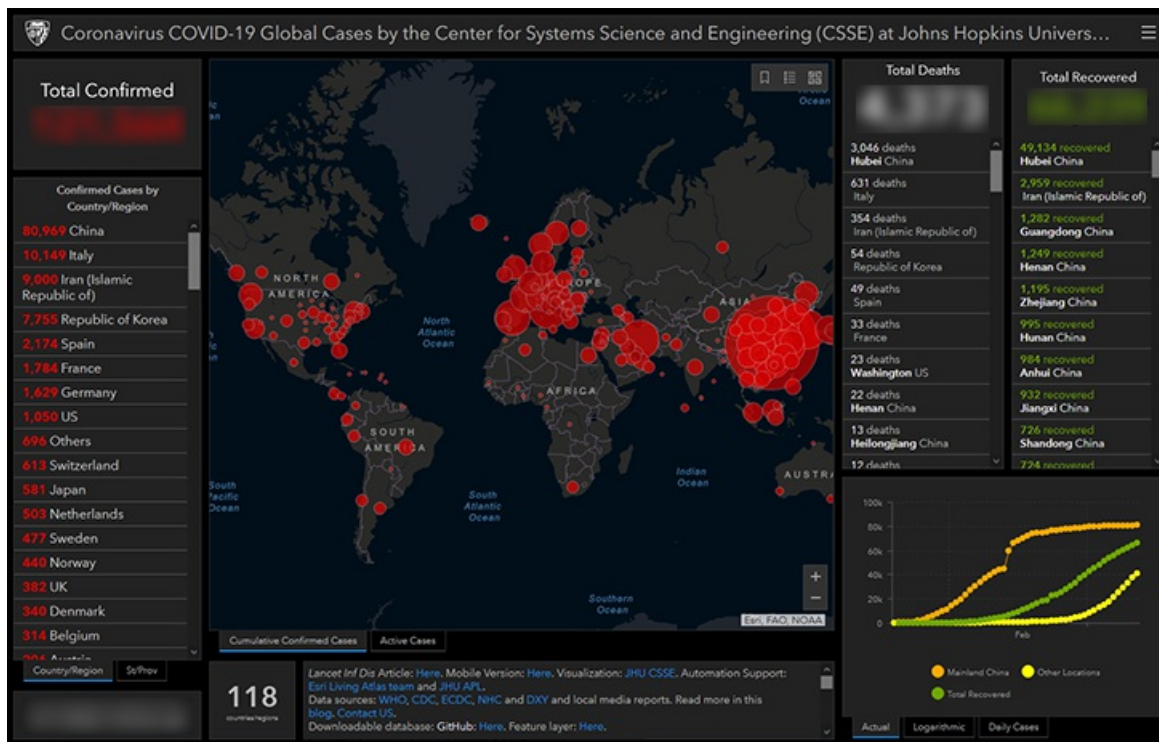 Coronavirus COVID-19 Global Cases by the Center for Systems Science and Engineering (CSSE) at Johns Hopkins Univers...
Total Confirmed
Confirmed Cases by
Country/Region
80,969 China
10,149 Italy
9,000 Iran (Islamic
Republic of)
7,755 Republic of Korea
2,174 Spain
1,784 France
1,629 Germany
1,050 US
696 Others
613 Switzerland
581 Japan
503 Netherlands
477 Sweden
440 Norway
382 UK
340 Denmark
314 Belgium
Austria
Country/Region
St/Prov
Arctic
Ocean
NORTH
AMERICA
North
Atlantic
Ocean
ASIA
AFRICA
SOUTH
AMERICA
South
Pacific
Ocean
South
Atlantic
Ocean
Indian
Ocean
AUSTRA
Southern
Ocean
+
−
Esri, FAO, NOAA
Cumulative Confirmed Cases
Active Cases
118
countries/regions
Lancet Inf Dis Article: Here. Mobile Version: Here. Visualization: JHU CSSE. Automation Support:
Esri Living Atlas team and JHU APL.
Data sources: WHO, CDC, ECDC, NHC and DXY and local media reports. Read more in this
blog. Contact US.
Downloadable database: GitHub: Here. Feature layer: Here.
Total Deaths
3,046 deaths
Hubei China
631 deaths
Italy
354 deaths
Iran (Islamic Republic of)
54 deaths
Republic of Korea
49 deaths
Spain
33 deaths
France
23 deaths
Washington US
22 deaths
Henan China
13 deaths
Heilongjiang China
12 deaths
Total Recovered
49,134 recovered
Hubei China
2,959 recovered
Iran (Islamic Republic of)
1,282 recovered
Guangdong China
1,249 recovered
Henan China
1,195 recovered
Zhejiang China
995 recovered
Hunan China
984 recovered
Anhui China
932 recovered
Jiangxi China
726 recovered
Shandong China
724 recovered
100k
80k
60k
40k
20k
0
Feb
Mainland China
Other Locations
Total Recovered
Actual
Logarithmic
Daily Cases